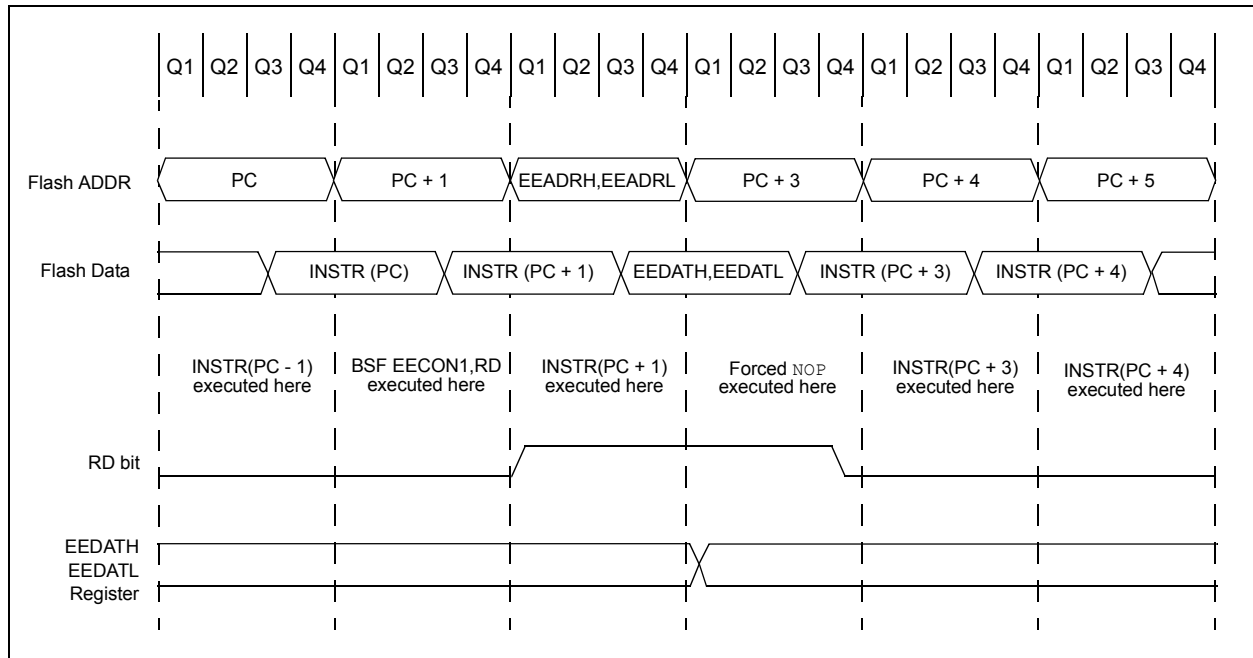 Q1 Q2 Q3 Q4 Q1 Q2 Q3 Q4 Q1 Q2 Q3 Q4 Q1 Q2 Q3 Q4 Q1 Q2 Q3 Q4 Q1 Q2 Q3 Q4
Flash ADDR PC PC + 1 EEADRH,EEADRL PC + 3 PC + 4 PC + 5
Flash Data INSTR (PC) INSTR (PC + 1) EEDATH,EEDATL INSTR (PC + 3) INSTR (PC + 4)
INSTR(PC - 1) BSF EECON1,RD INSTR(PC + 1) Forced NOP INSTR(PC + 3) INSTR(PC + 4)
executed here executed here executed here executed here executed here executed here
RD bit
EEDATH
EEDATL
Register